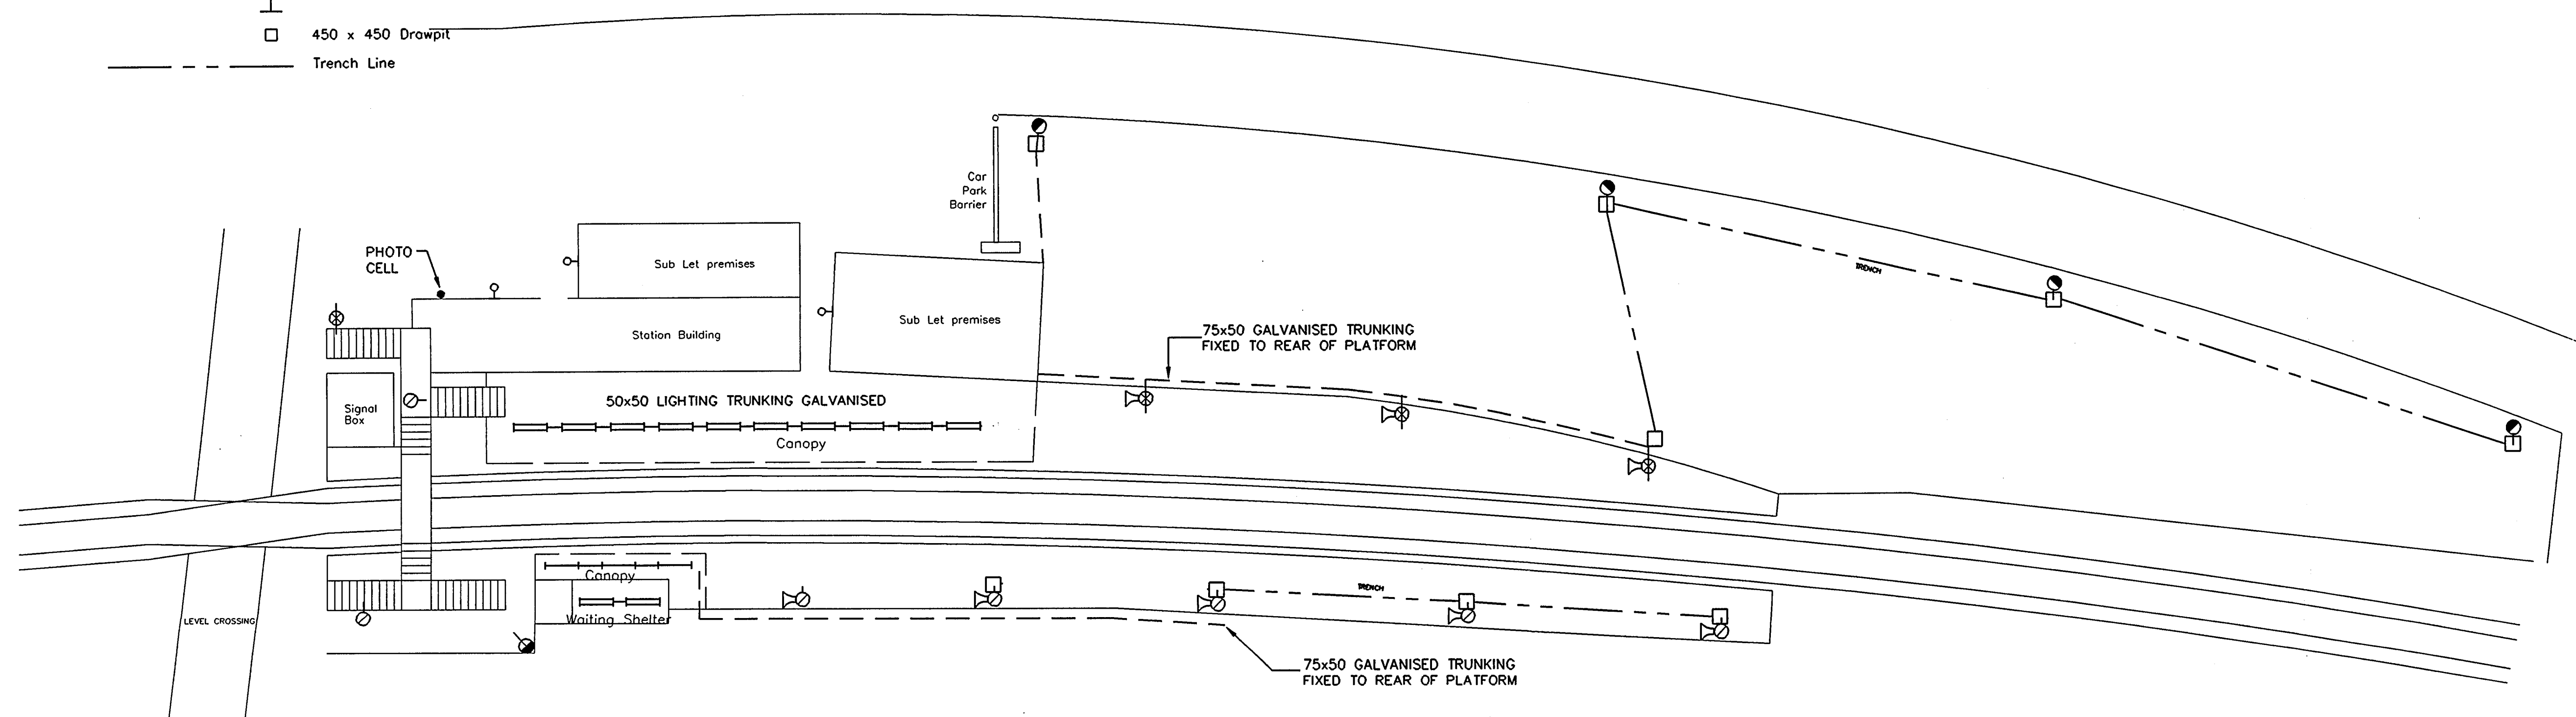 450 x 450 Drawpit
Trench Line
Car
Park
Barrier
PHOTO
CELL
Sub Let premises
TRENCH
Sub Let premises
Station Building
75x50 GALVANISED TRUNKING
FIXED TO REAR OF PLATFORM
Signal
Box
50x50 LIGHTING TRUNKING GALVANISED
Canopy
Canopy
TRENCH
Waiting Shelter
LEVEL CROSSING
75x50 GALVANISED TRUNKING
FIXED TO REAR OF PLATFORM